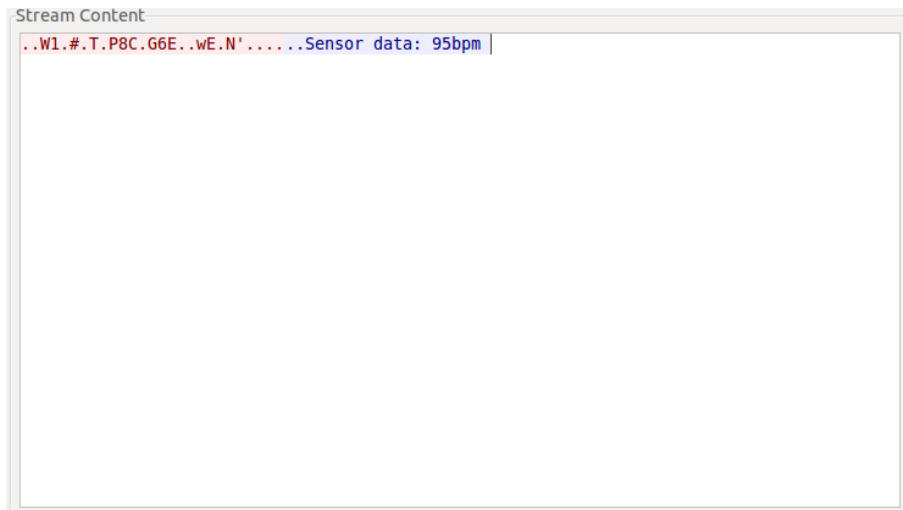 Stream Content
..W1.#.T.P8C.G6E..wE.N'.......Sensor data: 95bpm